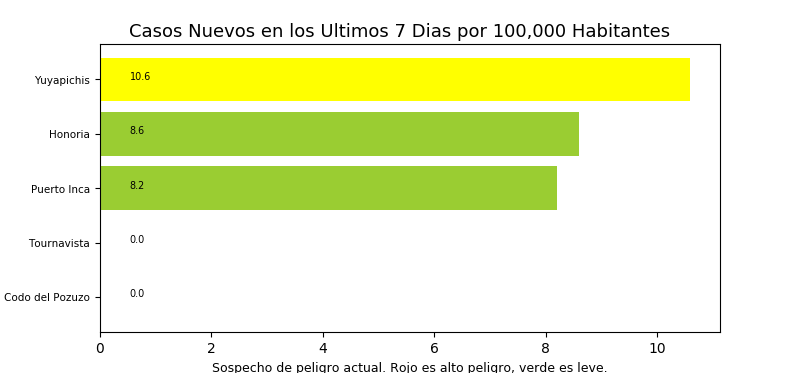 Casos Nuevos en los Ultimos 7 Dias por 100,000 Habitantes
Yuyapichis 10.6
Honoria 8.6
Puerto Inca 8.2
Tournavista 0.0
Codo del Pozuzo 0.0
0 2 4 6 8 10
Sospecho de peligro actual. Rojo es alto peligro, verde es leve.